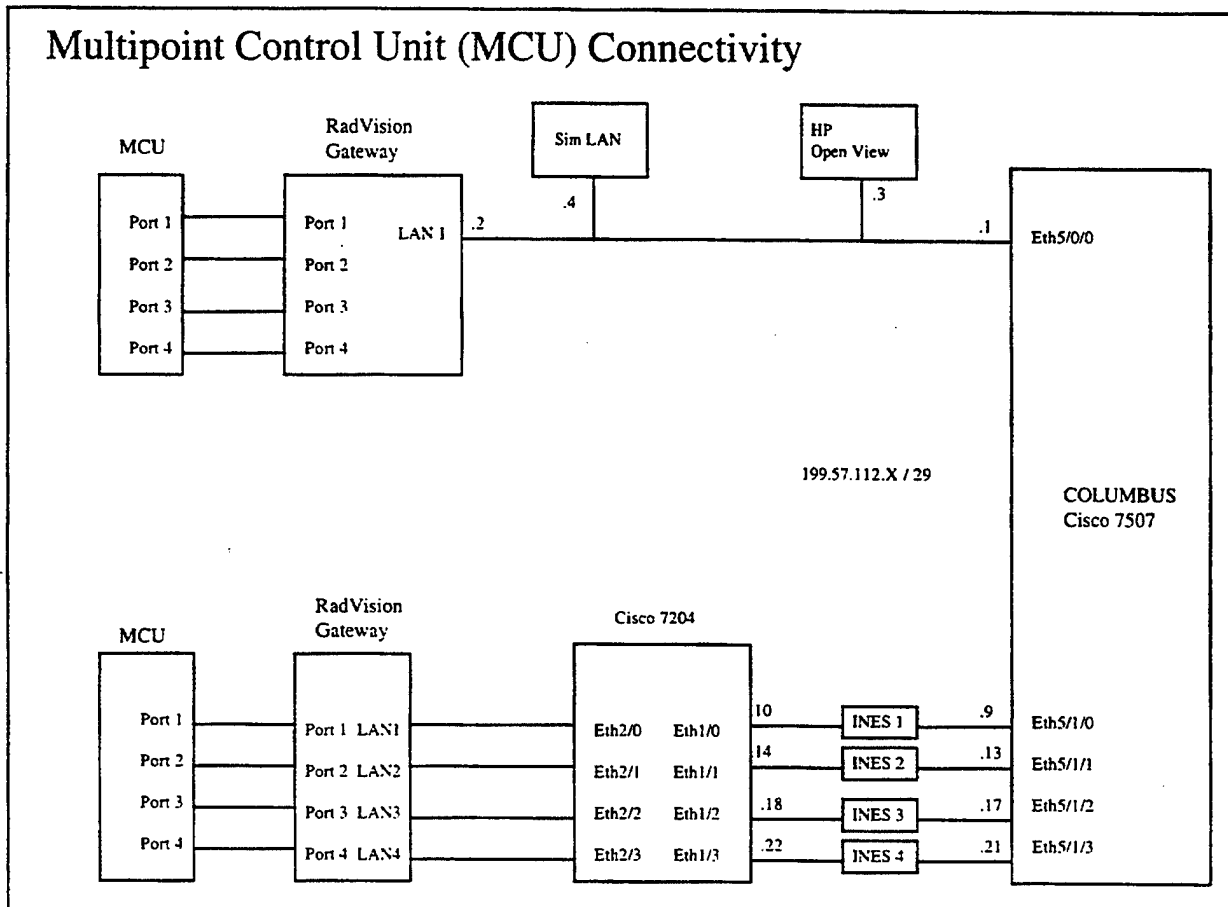 Multipoint Control Unit (MCU) Connectivity
MCU
RadVision
Gateway
Sim LAN
HP
Open View
Port 1
Port 2
Port 3
Port 4
Port 1
Port 2
Port 3
Port 4
LAN 1
.2
.4
.3
.1
Eth5/0/0
199.57.112.X / 29
COLUMBUS
Cisco 7507
MCU
RadVision
Gateway
Cisco 7204
Port 1
Port 2
Port 3
Port 4
Port 1 LAN1
Port 2 LAN2
Port 3 LAN3
Port 4 LAN4
Eth2/0 Eth1/0
Eth2/1 Eth1/1
Eth2/2 Eth1/2
Eth2/3 Eth1/3
10 INES 1 .9 Eth5/1/0
14 INES 2 .13 Eth5/1/1
.18 INES 3 .17 Eth5/1/2
.22 INES 4 .21 Eth5/1/3